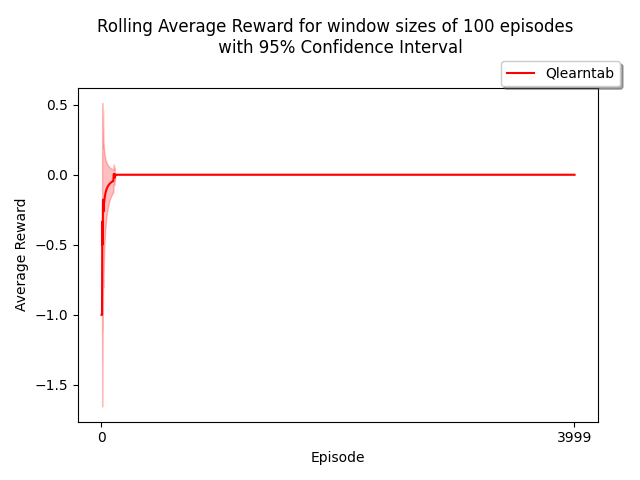 Rolling Average Reward for window sizes of 100 episodes
with 95% Confidence Interval
Qlearntab
0.5
0.0
−0.5
−1.0
−1.5
Average Reward
0
3999
Episode